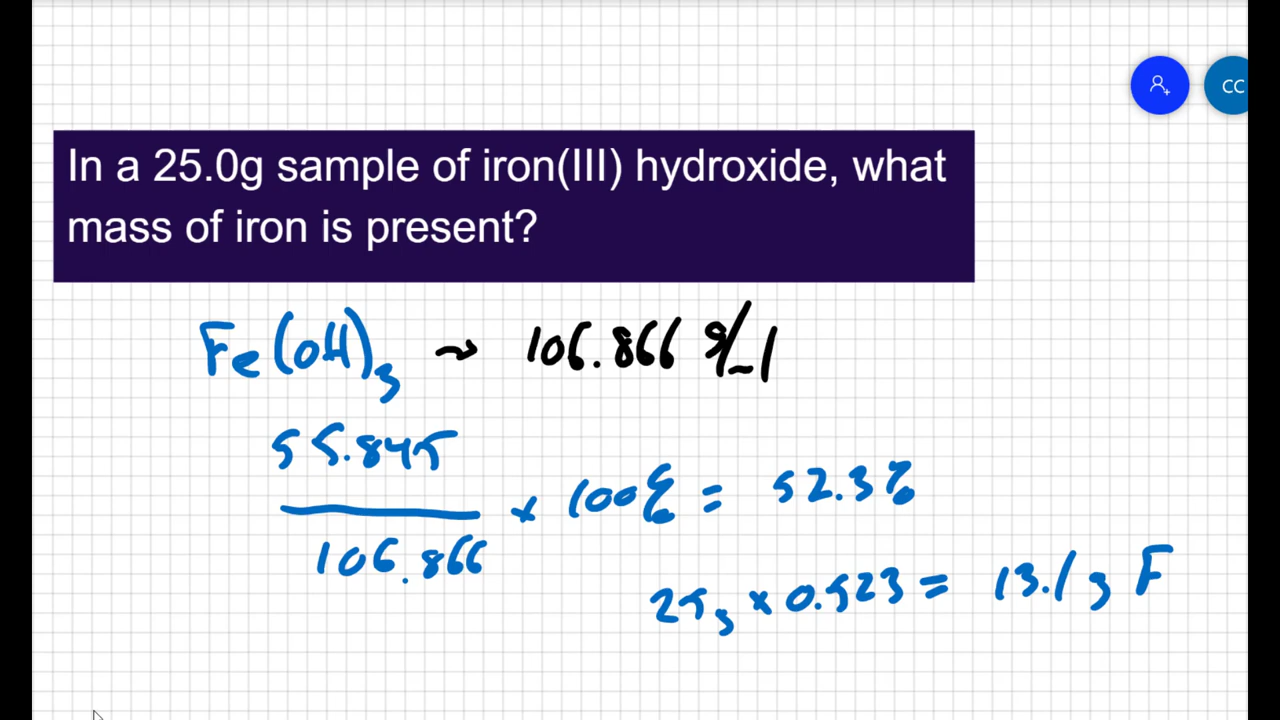 CC
In a 25.0g sample of iron(III) hydroxide, what
mass of iron is present?
Fe(OH)₃ → 106.866 g/
55.845
/ 106.866 × 100% = 52.3%
25g × 0.523 = 13.1g F